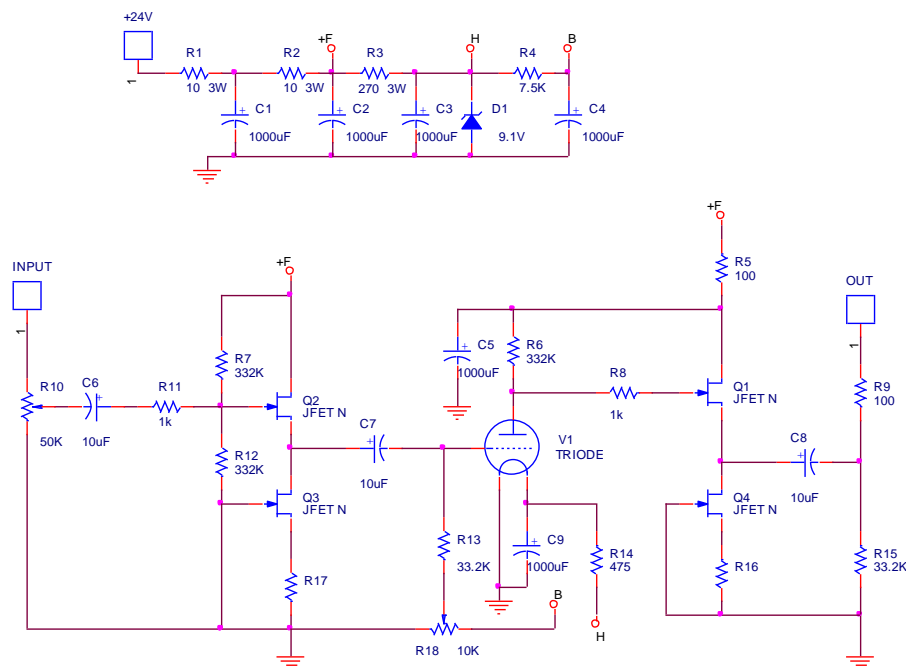 +24V
1
R1
10 3W
R2
10 3W
+F
R3
270 3W
H
R4
7.5K
B
C1
1000uF
C2
1000uF
C3
1000uF
D1
9.1V
C4
1000uF
INPUT
1
R10
50K
C6
10uF
R11
1k
+F
R7
332K
R12
332K
Q2
JFET N
Q3
JFET N
R17
C7
10uF
R13
33.2K
R18 10K
B
C5
1000uF
R6
332K
V1
TRIODE
C9
1000uF
R14
475
H
R8
1k
+F
R5
100
Q1
JFET N
Q4
JFET N
R16
C8
10uF
OUT
1
R9
100
R15
33.2K